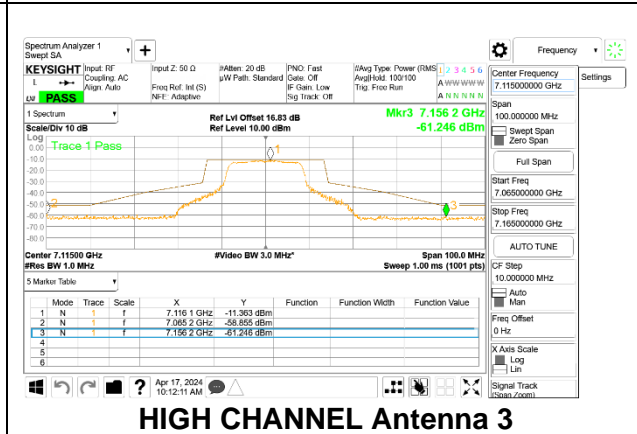 Spectrum Analyzer 1
Swept SA
Frequency
KEYSIGHT
L
PASS
Input: RF
Coupling: AC
Align: Auto
Input Z: 50 Ω
Freq Ref: Int (S)
NFE: Adaptive
#Atten: 20 dB
µW Path: Standard
PNO: Fast
Gate: Off
IF Gain: Low
Sig Track: Off
#Avg Type: Power (RMS
Avg|Hold: 100/100
Trig: Free Run
1 2 3 4 5 6
A W W W W W
A N N N N N
1 Spectrum
Scale/Div 10 dB
Ref Lvl Offset 16.83 dB
Ref Level 10.00 dBm
Mkr3 7.156 2 GHz
-61.246 dBm
Log
Trace 1 Pass
0.00
-10.0
-20.0
-30.0
-40.0
-50.0
-60.0
-70.0
-80.0
1
2
3
Center 7.11500 GHz
#Res BW 1.0 MHz
#Video BW 3.0 MHz*
Span 100.0 MHz
Sweep 1.00 ms (1001 pts)
5 Marker Table
Mode Trace Scale X Y Function Function Width Function Value
1 N 1 f 7.116 1 GHz -11.363 dBm
2 N 1 f 7.065 2 GHz -58.855 dBm
3 N 1 f 7.156 2 GHz -61.246 dBm
4
5
6
Apr 17, 2024
10:12:11 AM
Center Frequency
7.115000000 GHz
Settings
Span
100.000000 MHz
Swept Span
Zero Span
Full Span
Start Freq
7.065000000 GHz
Stop Freq
7.165000000 GHz
AUTO TUNE
CF Step
10.000000 MHz
Auto
Man
Freq Offset
0 Hz
X Axis Scale
Log
Lin
Signal Track
(Span Zoom)
HIGH CHANNEL Antenna 3